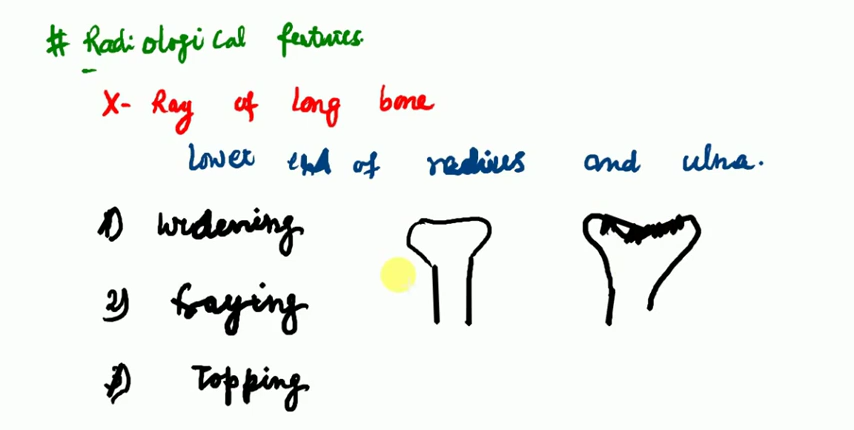 # Radiological features.
X-Ray of long bone
Lower end of radius and ulna.
1) Widening
2) fraying
3) Topping